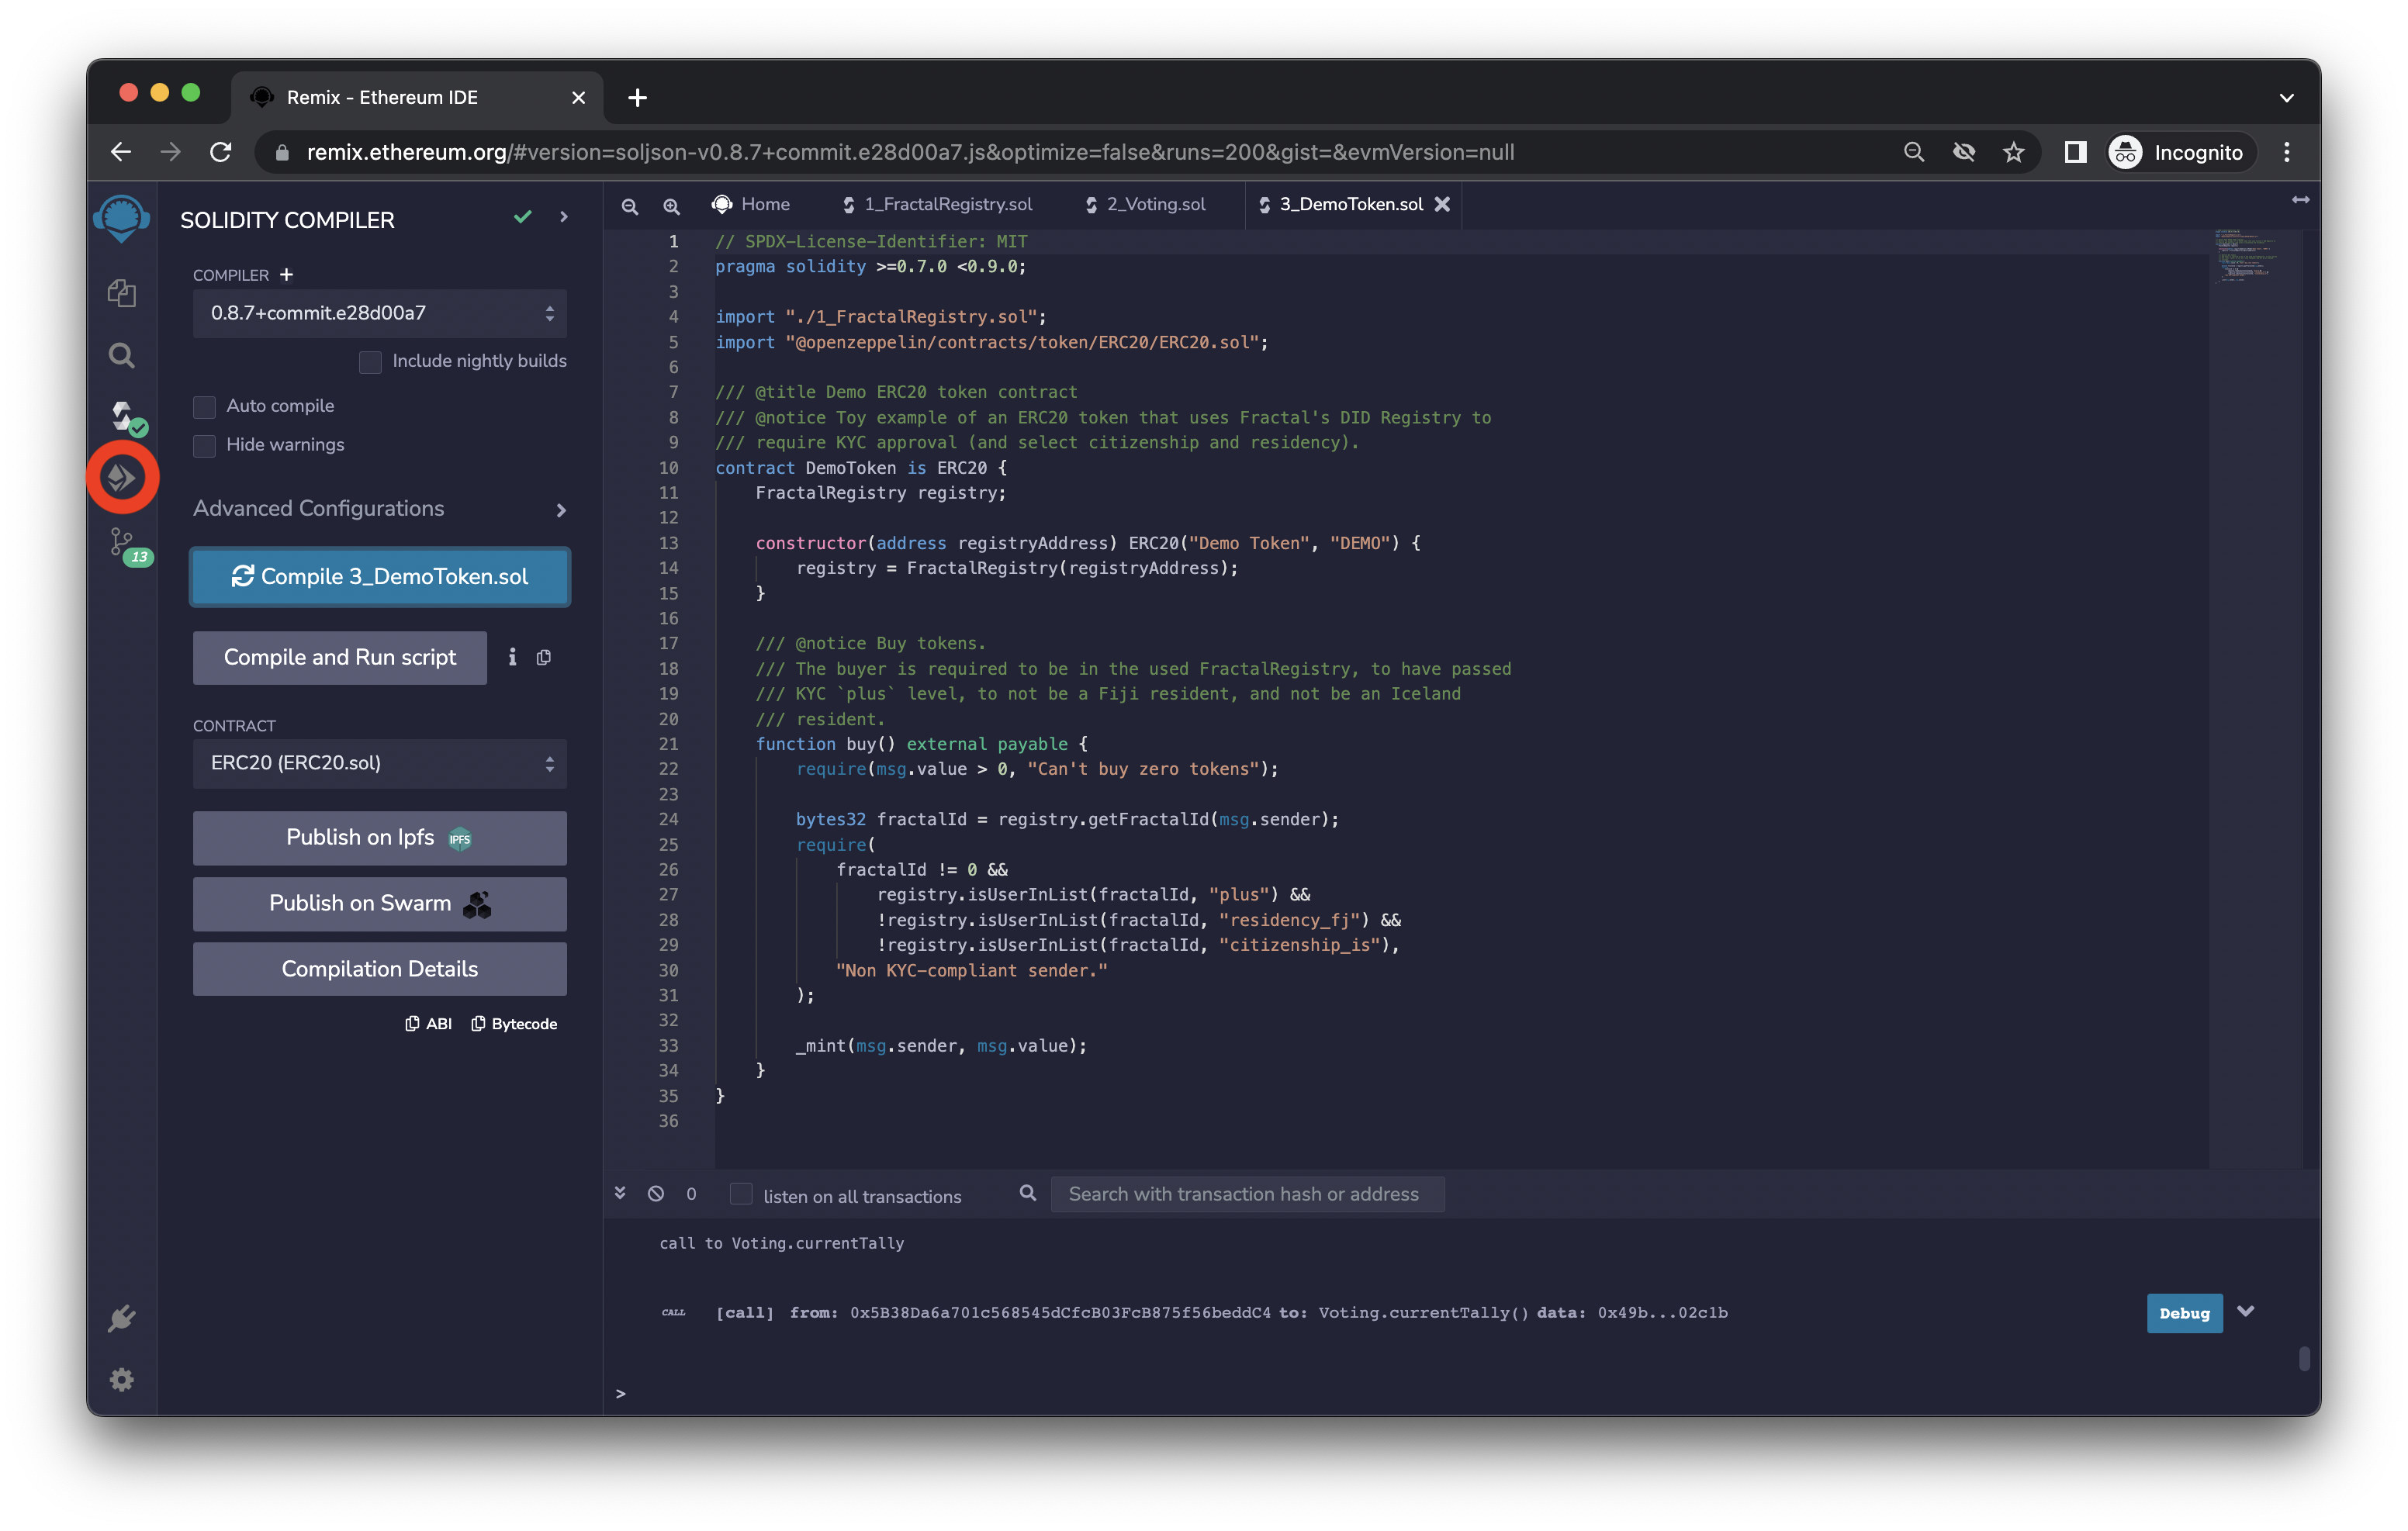 Remix - Ethereum IDE
remix.ethereum.org/#version=soljson-v0.8.7+commit.e28d00a7.js&optimize=false&runs=200&gist=&evmVersion=null
Incognito
SOLIDITY COMPILER
COMPILER
0.8.7+commit.e28d00a7
Include nightly builds
Auto compile
Hide warnings
Advanced Configurations
13
Compile 3_DemoToken.sol
Compile and Run script
CONTRACT
ERC20 (ERC20.sol)
Publish on Ipfs IPFS
Publish on Swarm
Compilation Details
ABI Bytecode
Home 1_FractalRegistry.sol 2_Voting.sol 3_DemoToken.sol
1 // SPDX-License-Identifier: MIT
2 pragma solidity >=0.7.0 <0.9.0;
3
4 import "./1_FractalRegistry.sol";
5 import "@openzeppelin/contracts/token/ERC20/ERC20.sol";
6
7 /// @title Demo ERC20 token contract
8 /// @notice Toy example of an ERC20 token that uses Fractal's DID Registry to
9 /// require KYC approval (and select citizenship and residency).
10 contract DemoToken is ERC20 {
11 FractalRegistry registry;
12
13 constructor(address registryAddress) ERC20("Demo Token", "DEMO") {
14 registry = FractalRegistry(registryAddress);
15 }
16
17 /// @notice Buy tokens.
18 /// The buyer is required to be in the used FractalRegistry, to have passed
19 /// KYC `plus` level, to not be a Fiji resident, and not be an Iceland
20 /// resident.
21 function buy() external payable {
22 require(msg.value > 0, "Can't buy zero tokens");
23
24 bytes32 fractalId = registry.getFractalId(msg.sender);
25 require(
26 fractalId != 0 &&
27 registry.isUserInList(fractalId, "plus") &&
28 !registry.isUserInList(fractalId, "residency_fj") &&
29 !registry.isUserInList(fractalId, "citizenship_is"),
30 "Non KYC-compliant sender."
31 );
32
33 _mint(msg.sender, msg.value);
34 }
35 }
36
0 listen on all transactions Search with transaction hash or address
call to Voting.currentTally
CALL [call] from: 0x5B38Da6a701c568545dCfcB03FcB875f56beddC4 to: Voting.currentTally() data: 0x49b...02c1b Debug
>